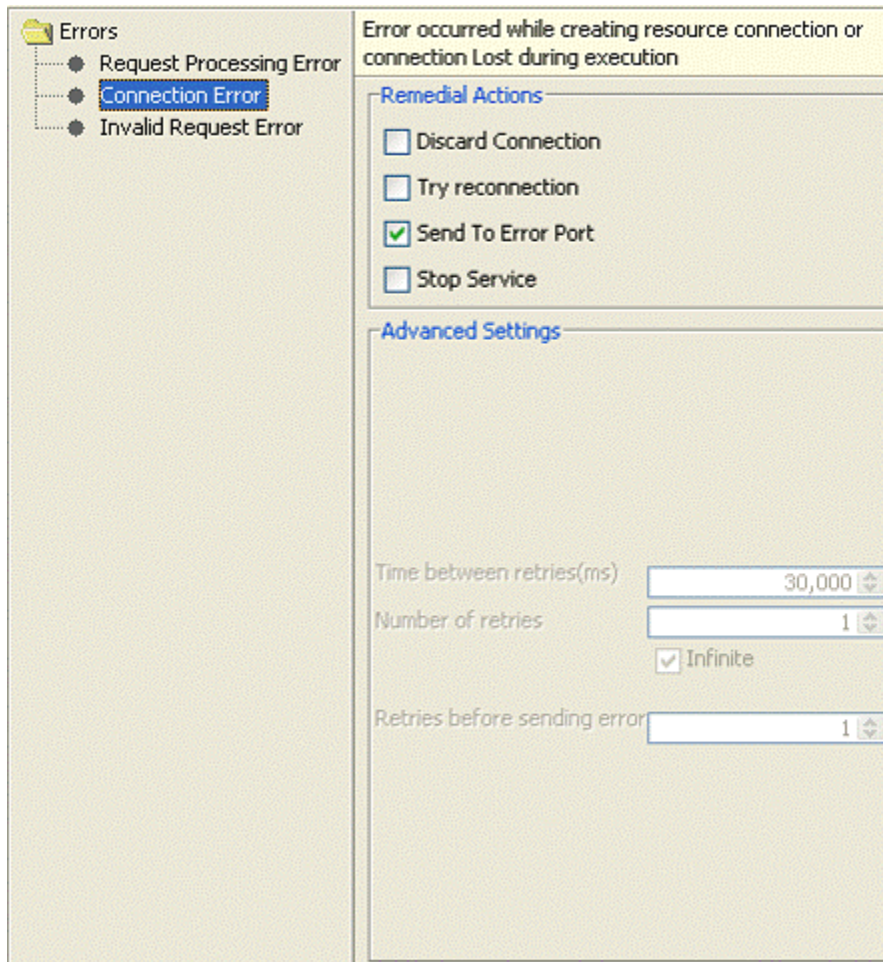 Errors
Request Processing Error
Connection Error
Invalid Request Error
Error occurred while creating resource connection or
connection Lost during execution
Remedial Actions
Discard Connection
Try reconnection
Send To Error Port
Stop Service
Advanced Settings
Time between retries(ms)
30,000
Number of retries
1
Infinite
Retries before sending error
1